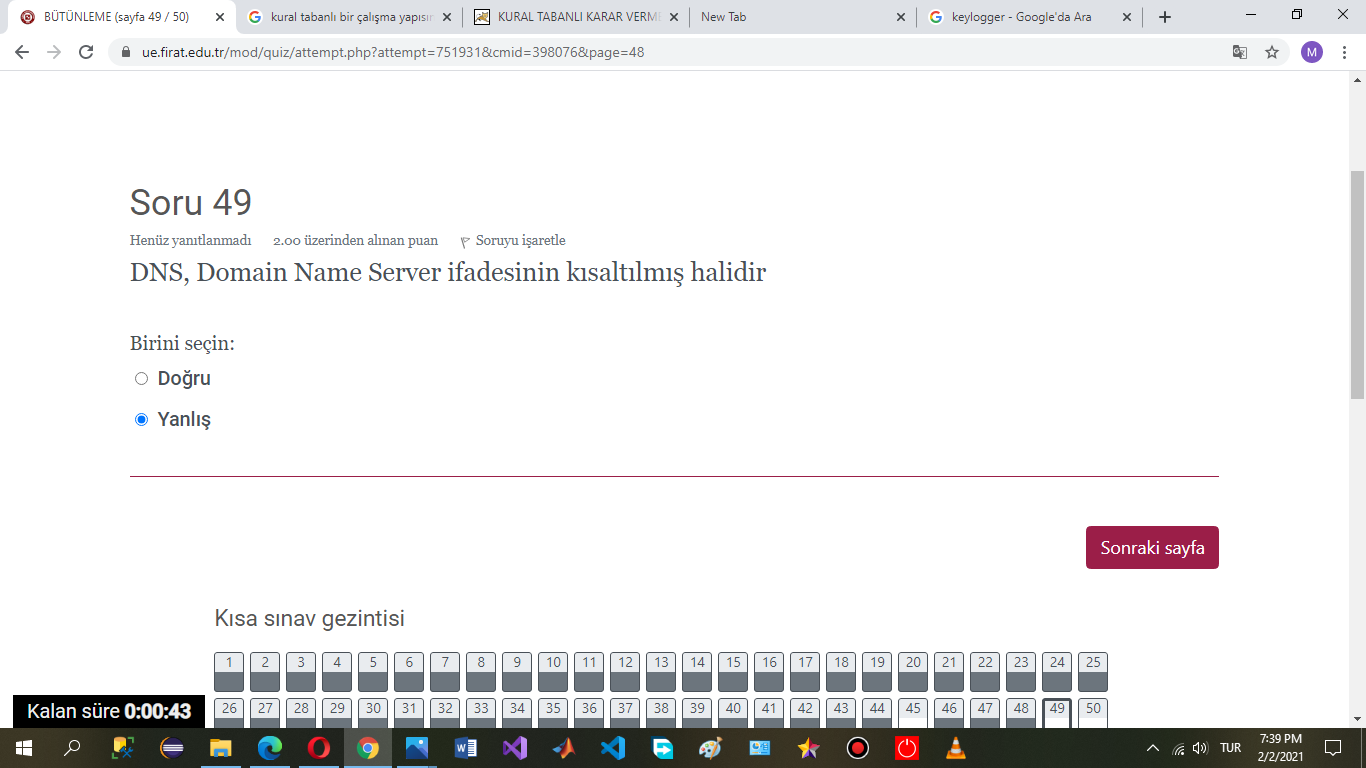 BÜTÜNLEME (sayfa 49 / 50)
kural tabanlı bir çalışma yapısın
KURAL TABANLI KARAR VERME
New Tab
keylogger - Google'da Ara
ue.firat.edu.tr/mod/quiz/attempt.php?attempt=751931&cmid=398076&page=48
M
Soru 49
Henüz yanıtlanmadı 2.00 üzerinden alınan puan Soruyu işaretle
DNS, Domain Name Server ifadesinin kısaltılmış halidir
Birini seçin:
Doğru
Yanlış
Sonraki sayfa
Kısa sınav gezintisi
1 2 3 4 5 6 7 8 9 10 11 12 13 14 15 16 17 18 19 20 21 22 23 24 25
26 27 28 29 30 31 32 33 34 35 36 37 38 39 40 41 42 43 44 45 46 47 48 49 50
Kalan süre 0:00:43
TUR
7:39 PM
2/2/2021